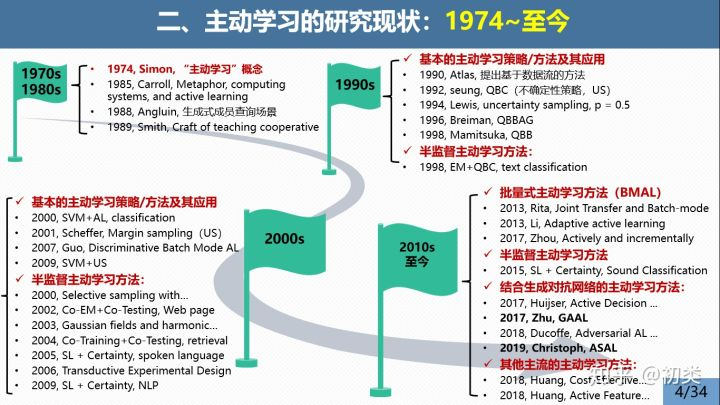 二、主动学习的研究现状：1974~至今
1970s
1980s
• 1974, Simon, “主动学习”概念
• 1985, Carroll, Metaphor, computing
systems, and active learning
• 1988, Angluin, 生成式成员查询场景
• 1989, Smith, Craft of teaching cooperative
1990s
✓ 基本的主动学习策略/方法及其应用
• 1990, Atlas, 提出基于数据流的方法
• 1992, seung, QBC（不确定性策略，US）
• 1994, Lewis, uncertainty sampling, p = 0.5
• 1996, Breiman, QBBAG
• 1998, Mamitsuka, QBB
✓ 半监督主动学习方法：
• 1998, EM+QBC, text classification
✓ 基本的主动学习策略/方法及其应用
• 2000, SVM+AL, classification
• 2001, Scheffer, Margin sampling（US）
• 2007, Guo, Discriminative Batch Mode AL
• 2009, SVM+US
✓ 半监督主动学习方法：
• 2000, Selective sampling with...
• 2002, Co-EM+Co-Testing, Web page
• 2003, Gaussian fields and harmonic...
• 2004, Co-Training+Co-Testing, retrieval
• 2005, SL + Certainty, spoken language
• 2006, Transductive Experimental Design
• 2009, SL + Certainty, NLP
2000s
2010s
至今
✓ 批量式主动学习方法（BMAL）
• 2013, Rita, Joint Transfer and Batch-mode
• 2013, Li, Adaptive active learning
• 2017, Zhou, Actively and incrementally
✓ 半监督主动学习方法
• 2015, SL + Certainty, Sound Classification
✓ 结合生成对抗网络的主动学习方法：
• 2017, Huijser, Active Decision ...
• 2017, Zhu, GAAL
• 2018, Ducoffe, Adversarial AL ...
• 2019, Christoph, ASAL
✓ 其他主流的主动学习方法：
• 2018, Huang, Cost Effective...
• 2018, Huang, Active Feature...
知乎 @初类
4/34